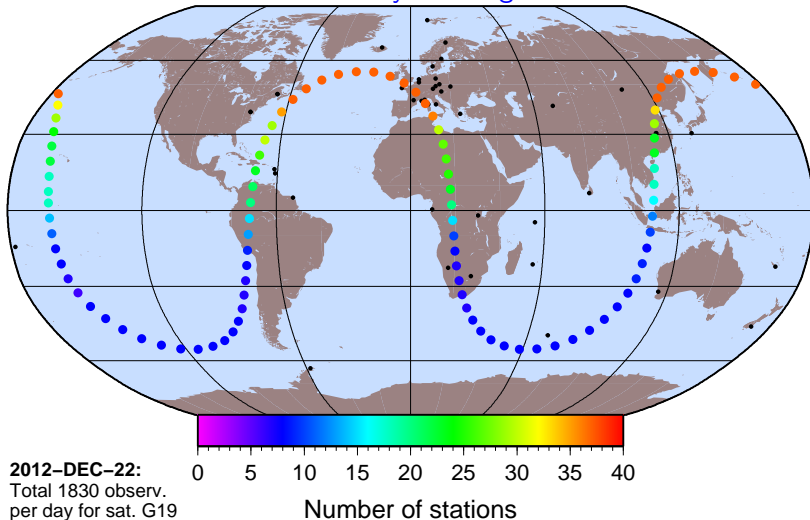 0 5 10 15 20 25 30 35 40
Number of stations
2012–DEC–22:
Total 1830 observ.
per day for sat. G19